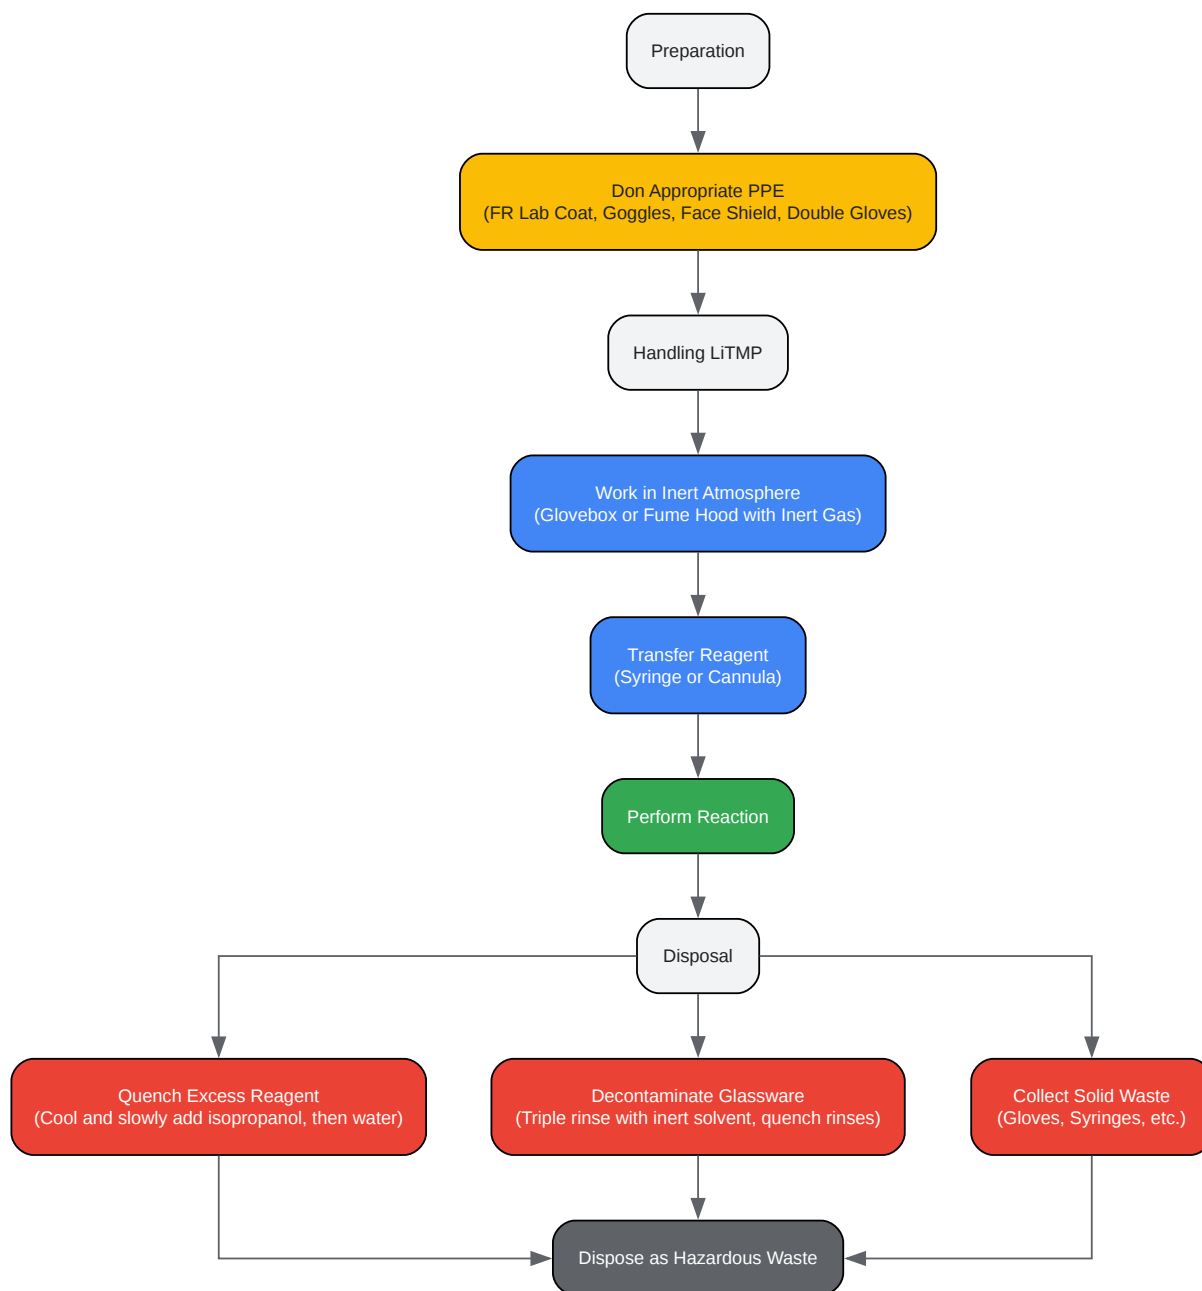 Preparation
Don Appropriate PPE
(FR Lab Coat, Goggles, Face Shield, Double Gloves)
Handling LiTMP
Work in Inert Atmosphere
(Glovebox or Fume Hood with Inert Gas)
Transfer Reagent
(Syringe or Cannula)
Perform Reaction
Disposal
Quench Excess Reagent
(Cool and slowly add isopropanol, then water)
Decontaminate Glassware
(Triple rinse with inert solvent, quench rinses)
Collect Solid Waste
(Gloves, Syringes, etc.)
Dispose as Hazardous Waste